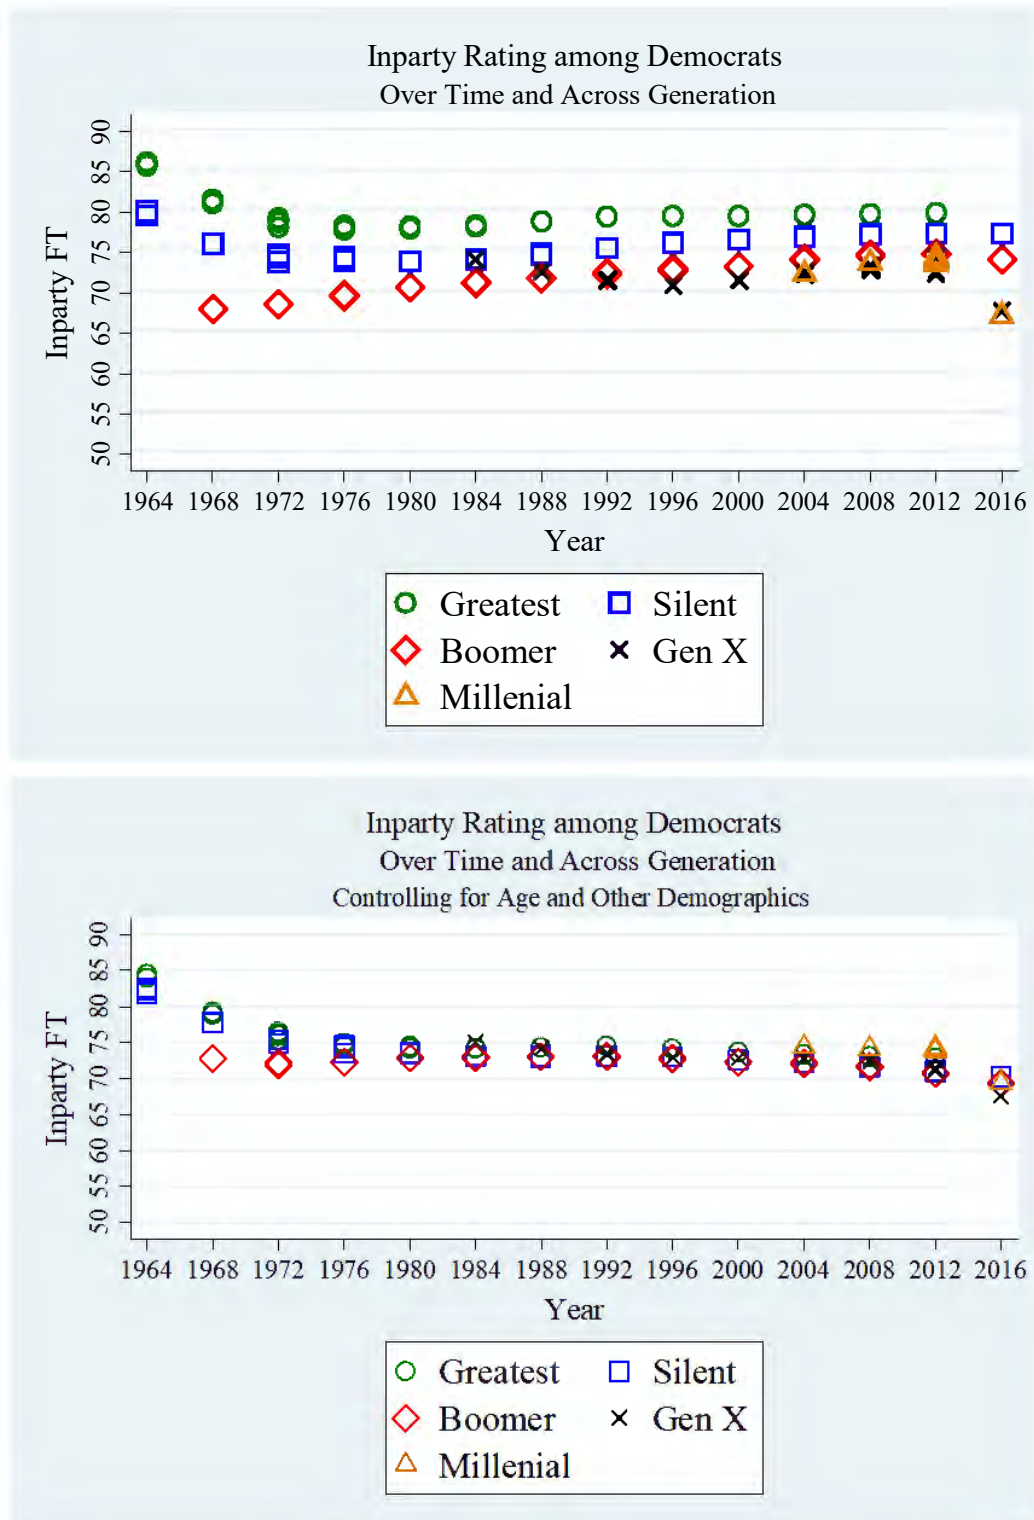 Inparty Rating among Democrats
Over Time and Across Generation
Inparty FT
90
85
80
75
70
65
60
55
50
1964 1968 1972 1976 1980 1984 1988 1992 1996 2000 2004 2008 2012 2016
Year
Greatest Silent
Boomer Gen X
Millenial
Inparty Rating among Democrats
Over Time and Across Generation
Controlling for Age and Other Demographics
Inparty FT
90
85
80
75
70
65
60
55
50
1964 1968 1972 1976 1980 1984 1988 1992 1996 2000 2004 2008 2012 2016
Year
Greatest Silent
Boomer Gen X
Millenial